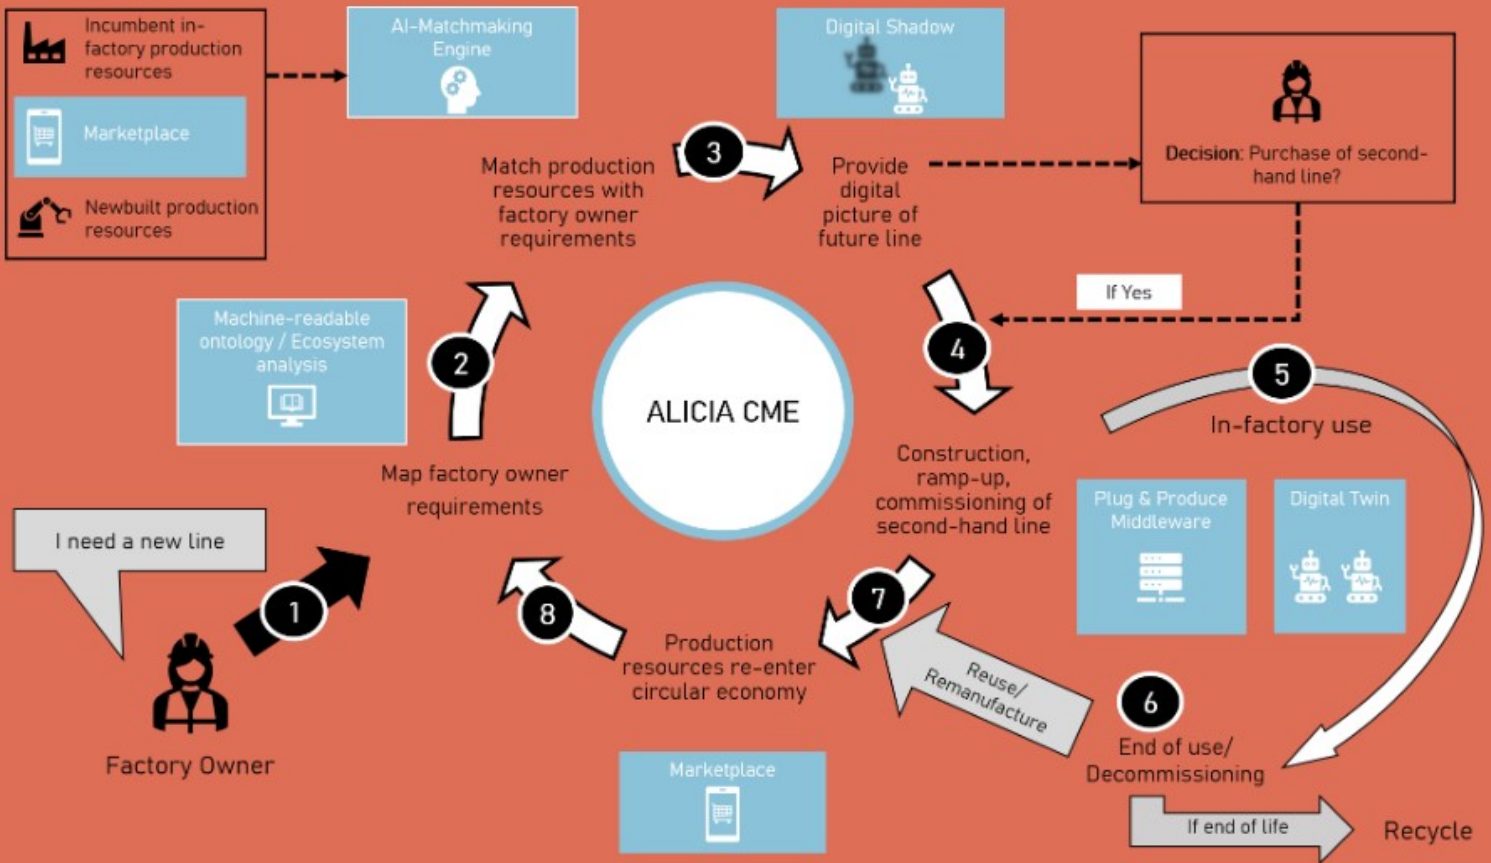 Incumbent in-
factory production
resources
Marketplace
Newbuilt production
resources
AI-Matchmaking
Engine
Digital Shadow
Decision: Purchase of second-
hand line?
3
Match production
resources with
factory owner
requirements
Provide
digital
picture of
future line
If Yes
Machine-readable
ontology / Ecosystem
analysis
2
4
5
In-factory use
ALICIA CME
Map factory owner
requirements
Construction,
ramp-up,
commissioning of
second-hand line
Plug & Produce
Middleware
Digital Twin
I need a new line
1
8
7
Production
resources re-enter
circular economy
Reuse/
Remanufacture
6
End of use/
Decommissioning
Factory Owner
Marketplace
If end of life
Recycle